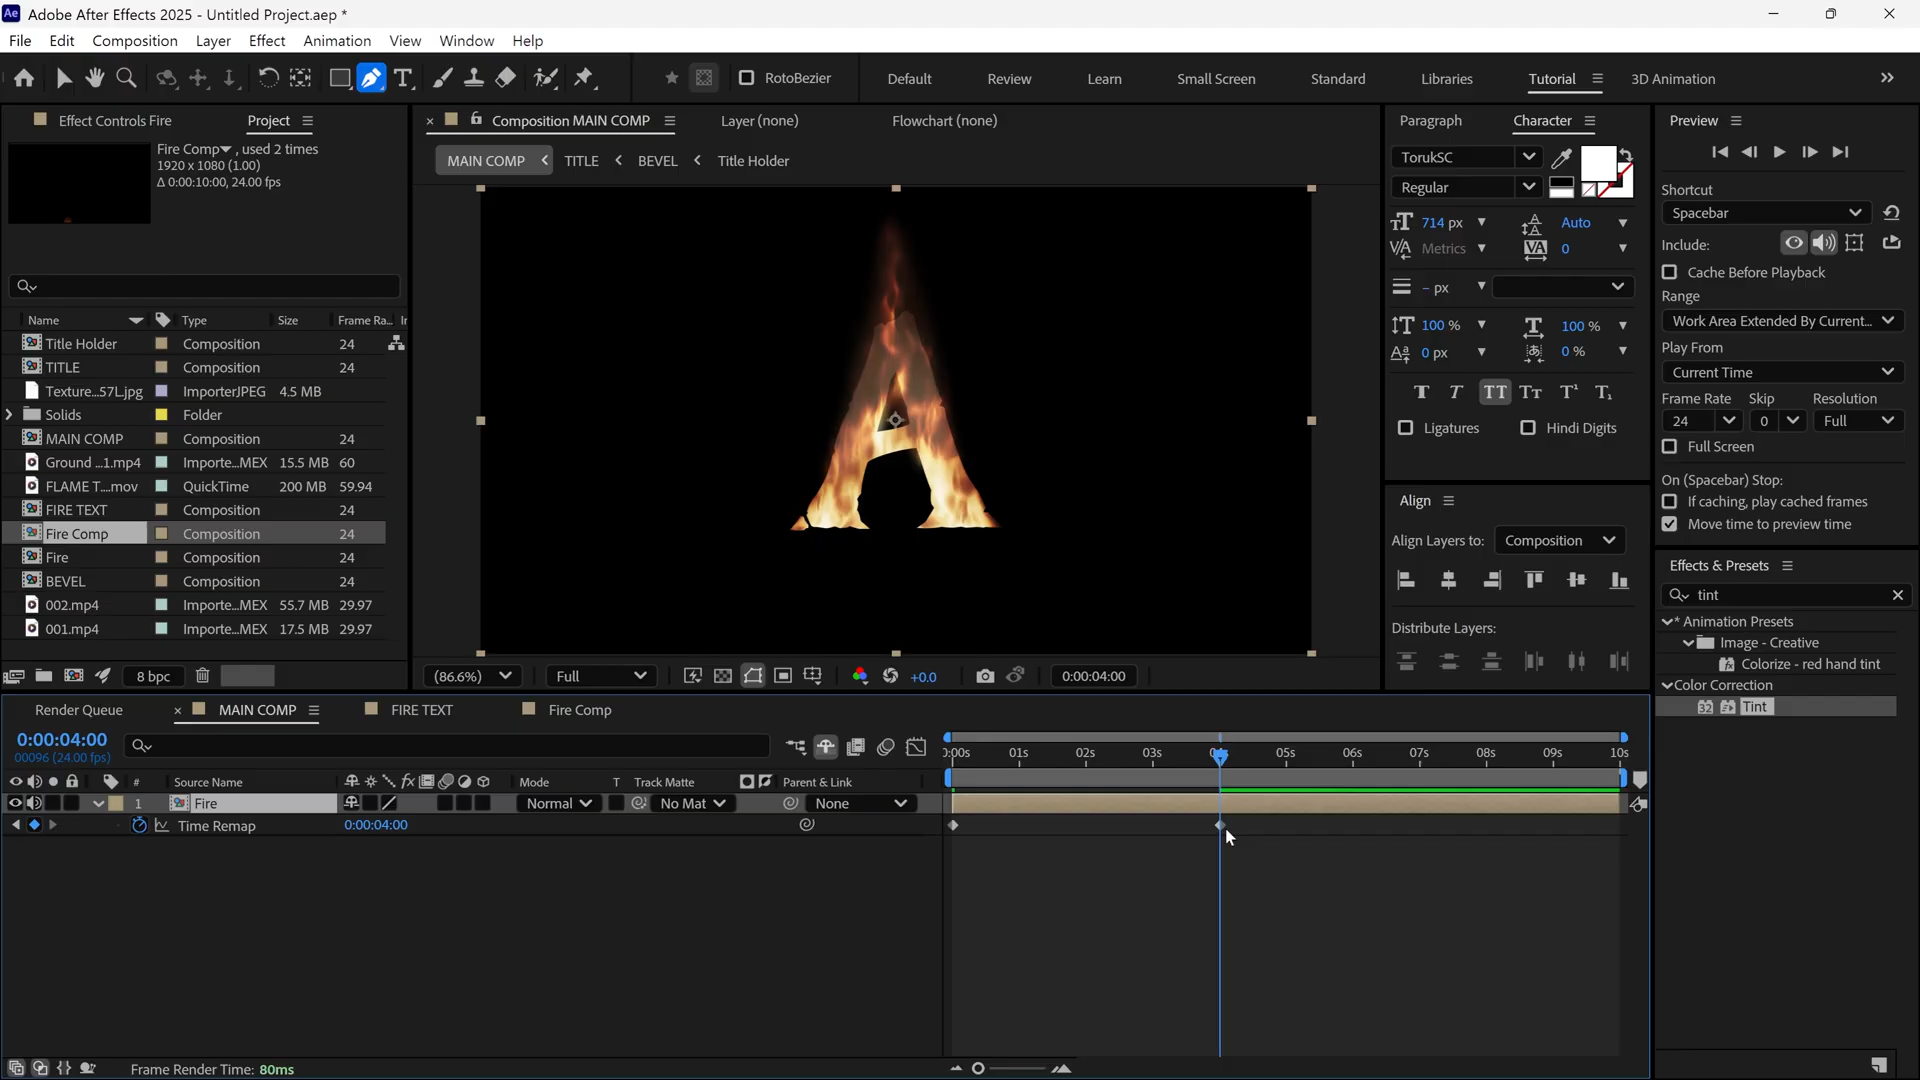 Adobe After Effects 2025 - Untitled Project.aep *
File Edit Composition Layer Effect Animation View Window Help
RotoBezier Default Review Learn Small Screen Standard Libraries Tutorial 3D Animation
Effect Controls Fire Project
Fire Comp , used 2 times
1920 x 1080 (1.00)
Δ 0:00:10:00, 24.00 fps
Name Type Size Frame Ra... In
Title Holder Composition 24
TITLE Composition 24
Texture...57L.jpg ImporterJPEG 4.5 MB
Solids Folder
MAIN COMP Composition 24
Ground ...1.mp4 Importe...MEX 15.5 MB 60
FLAME T....mov QuickTime 200 MB 59.94
FIRE TEXT Composition 24
Fire Comp Composition 24
Fire Composition 24
BEVEL Composition 24
002.mp4 Importe...MEX 55.7 MB 29.97
001.mp4 Importe...MEX 17.5 MB 29.97
8 bpc
Composition MAIN COMP Layer (none) Flowchart (none)
MAIN COMP TITLE BEVEL Title Holder
A
(86.6%) Full +0.0 0:00:04:00
Paragraph Character
TorukSC
Regular
714 px Auto
Metrics 0
- px
100 % 100 %
0 px 0 %
T T TT Tт T¹ T₁
Ligatures Hindi Digits
Align
Align Layers to: Composition
Distribute Layers:
Preview
Shortcut
Spacebar
Include:
Cache Before Playback
Range
Work Area Extended By Current...
Play From
Current Time
Frame Rate Skip Resolution
24 0 Full
Full Screen
On (Spacebar) Stop:
If caching, play cached frames
Move time to preview time
Effects & Presets
tint
* Animation Presets
Image - Creative
Colorize - red hand tint
Color Correction
32 Tint
Render Queue MAIN COMP FIRE TEXT Fire Comp
0:00:04:00
00096 (24.00 fps)
0:00s 01s 02s 03s 04s 05s 06s 07s 08s 09s 10s
# Source Name Mode T Track Matte Parent & Link
1 Fire Normal No Mat None
Time Remap 0:00:04:00
Frame Render Time: 80ms